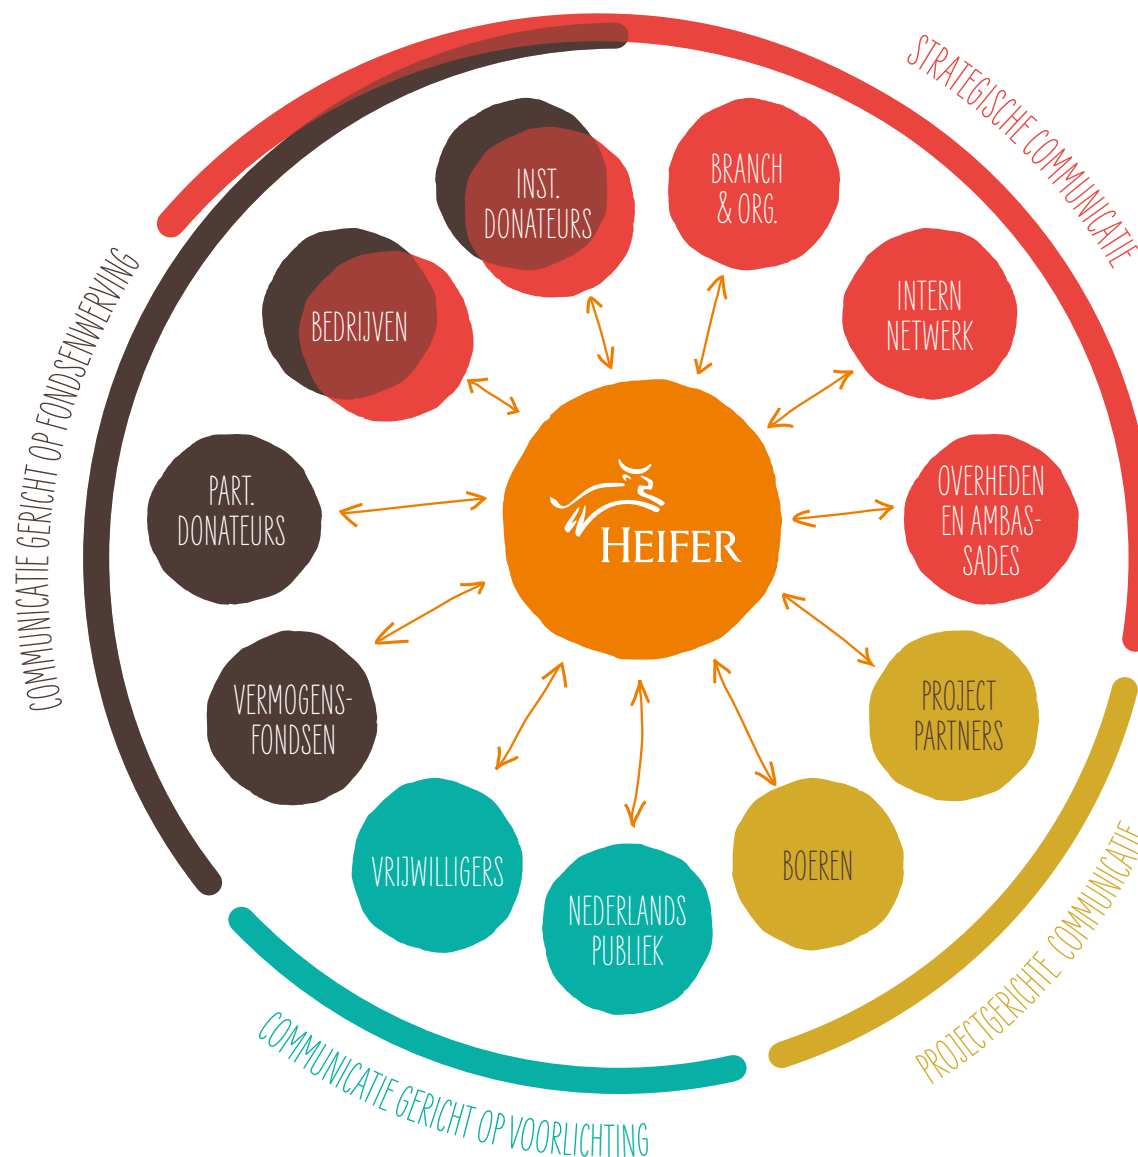 STRATEGISCHE COMMUNICATIE
INST.
DONATEURS
BRANCH
& ORG.
BEDRIJVEN
INTERN
NETWERK
COMMUNICATIE GERICHT OP FONDSENWERVING
PART.
DONATEURS
HEIFER
OVERHEDEN
EN AMBAS-
SADES
VERMOGENS-
FONDSEN
PROJECT
PARTNERS
VRIJWILLIGERS
NEDERLANDS
PUBLIEK
BOEREN
PROJECTGERICHTE COMMUNICATIE
COMMUNICATIE GERICHT OP VOORLICHTING